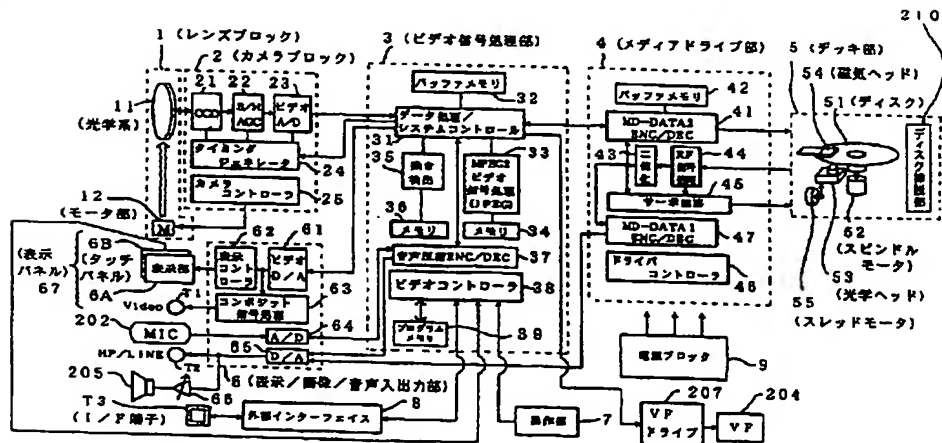 1 (レンズブロック)
2 (カメラブロック)
21 22 23
11
(光学系)
CCD
S/H AGC
ビデオ A/D
タイミング ジェネレータ
24
カメラ コントローラ
25
12
(モータ部)
M
3 (ビデオ信号処理部)
バッファメモリ
32
データ処理/ システムコントロール
31
35
33
動き 検出
MPEG2 ビデオ 信号処理 (JPEG)
36
メモリ
メモリ
34
音声圧縮ENC/DEC
37
ビデオコントローラ
38
プログラム メモリ
39
4 (メディアドライブ部)
バッファメモリ
42
MD-DATA2 ENC/DEC
41
43
二値化
RF 信号処理
44
サーボ回路
45
MD-DATA1 ENC/DEC
47
ドライバ コントローラ
46
210
5 (デッキ部)
54 (磁気ヘッド)
51 (ディスク)
62
(スピンドル モータ)
53
(光学ヘッド)
55
(スレッドモータ)
6B
(タッチ パネル)
(表示 パネル)
67
6A
表示部
62 61
表示 コントローラ
ビデオ D/A
コンポジット 信号処理
63
Video
T1
202
MIC
A/D
64
HP/LINE
T2
65
D/A
6 (表示/画像/音声入出力部)
205
66
T3
(I/F端子)
外部インターフェイス
8
操作部
7
電源ブロック
9
207
VF ドライブ
204
VF